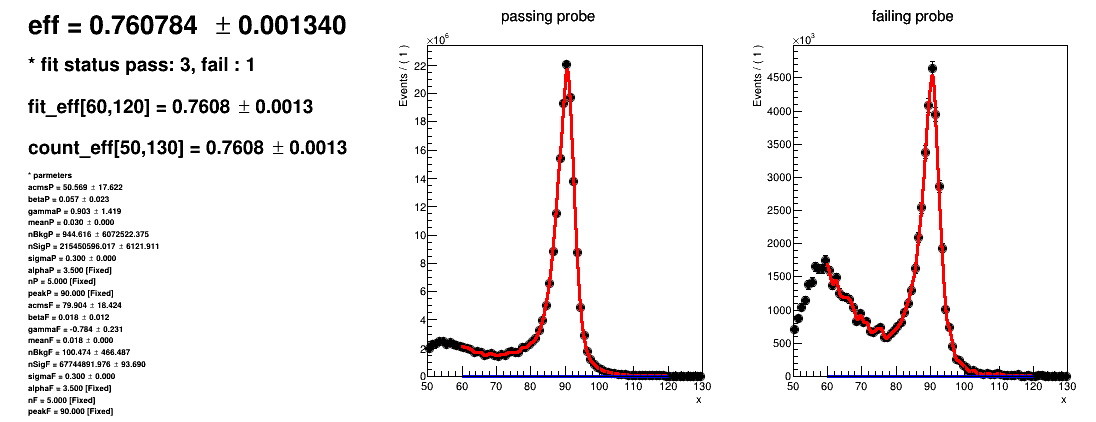 eff = 0.760784 ± 0.001340
* fit status pass: 3, fail : 1
fit_eff[60,120] = 0.7608 ± 0.0013
count_eff[50,130] = 0.7608 ± 0.0013
* parmeters
acmsP = 50.569 ± 17.622
betaP = 0.057 ± 0.023
gammaP = 0.903 ± 1.419
meanP = 0.030 ± 0.000
nBkgP = 944.616 ± 6072522.375
nSigP = 215450596.017 ± 6121.911
sigmaP = 0.300 ± 0.000
alphaP = 3.500 [Fixed]
nP = 5.000 [Fixed]
peakP = 90.000 [Fixed]
acmsF = 79.904 ± 18.424
betaF = 0.018 ± 0.012
gammaF = -0.784 ± 0.231
meanF = 0.018 ± 0.000
nBkgF = 100.474 ± 466.487
nSigF = 67744891.976 ± 93.690
sigmaF = 0.300 ± 0.000
alphaF = 3.500 [Fixed]
nF = 5.000 [Fixed]
peakF = 90.000 [Fixed]
passing probe
×10⁶
Events / ( 1 )
22
20
18
16
14
12
10
8
6
4
2
0
50 60 70 80 90 100 110 120 130
x
failing probe
×10³
Events / ( 1 )
4500
4000
3500
3000
2500
2000
1500
1000
500
0
50 60 70 80 90 100 110 120 130
x